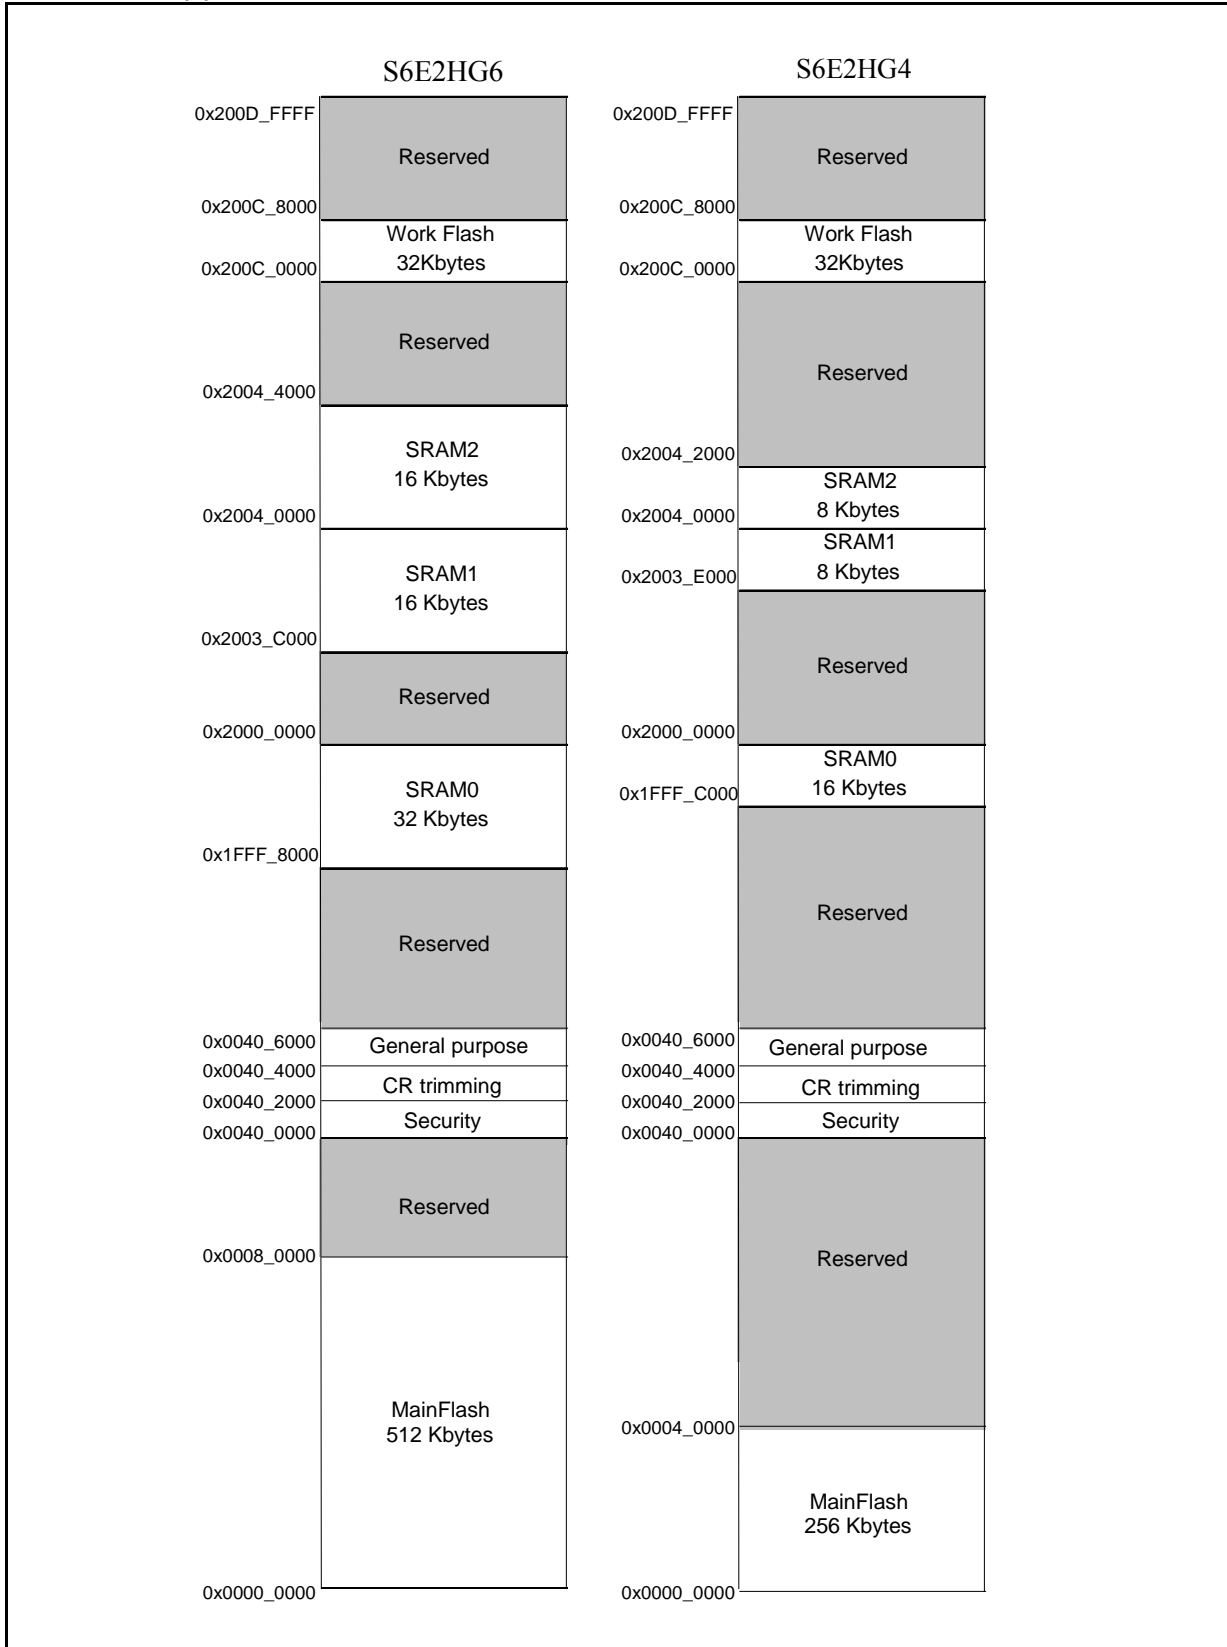 S6E2HG6
0x200D_FFFF
Reserved
0x200C_8000
Work Flash
32Kbytes
0x200C_0000
Reserved
0x2004_4000
SRAM2
16 Kbytes
0x2004_0000
SRAM1
16 Kbytes
0x2003_C000
Reserved
0x2000_0000
SRAM0
32 Kbytes
0x1FFF_8000
Reserved
0x0040_6000
General purpose
0x0040_4000
CR trimming
0x0040_2000
Security
0x0040_0000
Reserved
0x0008_0000
MainFlash
512 Kbytes
0x0000_0000
S6E2HG4
0x200D_FFFF
Reserved
0x200C_8000
Work Flash
32Kbytes
0x200C_0000
Reserved
0x2004_2000
SRAM2
8 Kbytes
0x2004_0000
SRAM1
8 Kbytes
0x2003_E000
Reserved
0x2000_0000
SRAM0
16 Kbytes
0x1FFF_C000
Reserved
0x0040_6000
General purpose
0x0040_4000
CR trimming
0x0040_2000
Security
0x0040_0000
Reserved
0x0004_0000
MainFlash
256 Kbytes
0x0000_0000